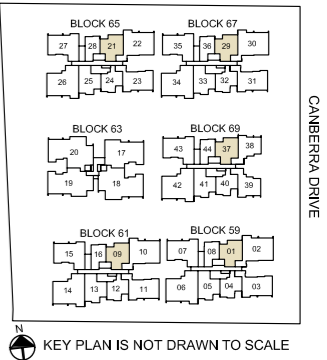 BLOCK 65 BLOCK 67
27 28 21 22 35 36 29 30
26 25 24 23 34 33 32 31
BLOCK 63 BLOCK 69
20 17 43 44 37 38
19 18 42 41 40 39
BLOCK 61 BLOCK 59
15 16 09 10 07 08 01 02
14 13 12 11 06 05 04 03
CANBERRA DRIVE
N
KEY PLAN IS NOT DRAWN TO SCALE